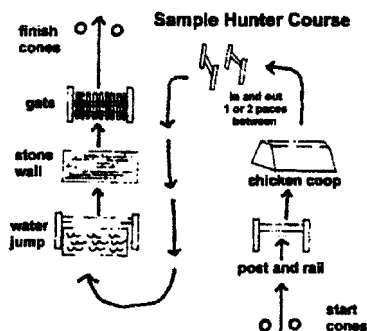 Sample Hunter Course
finish
cones
gats
in and out
1 or 2 paces
between
stone
wall
chicken coop
water
jump
post and rail
start
cones